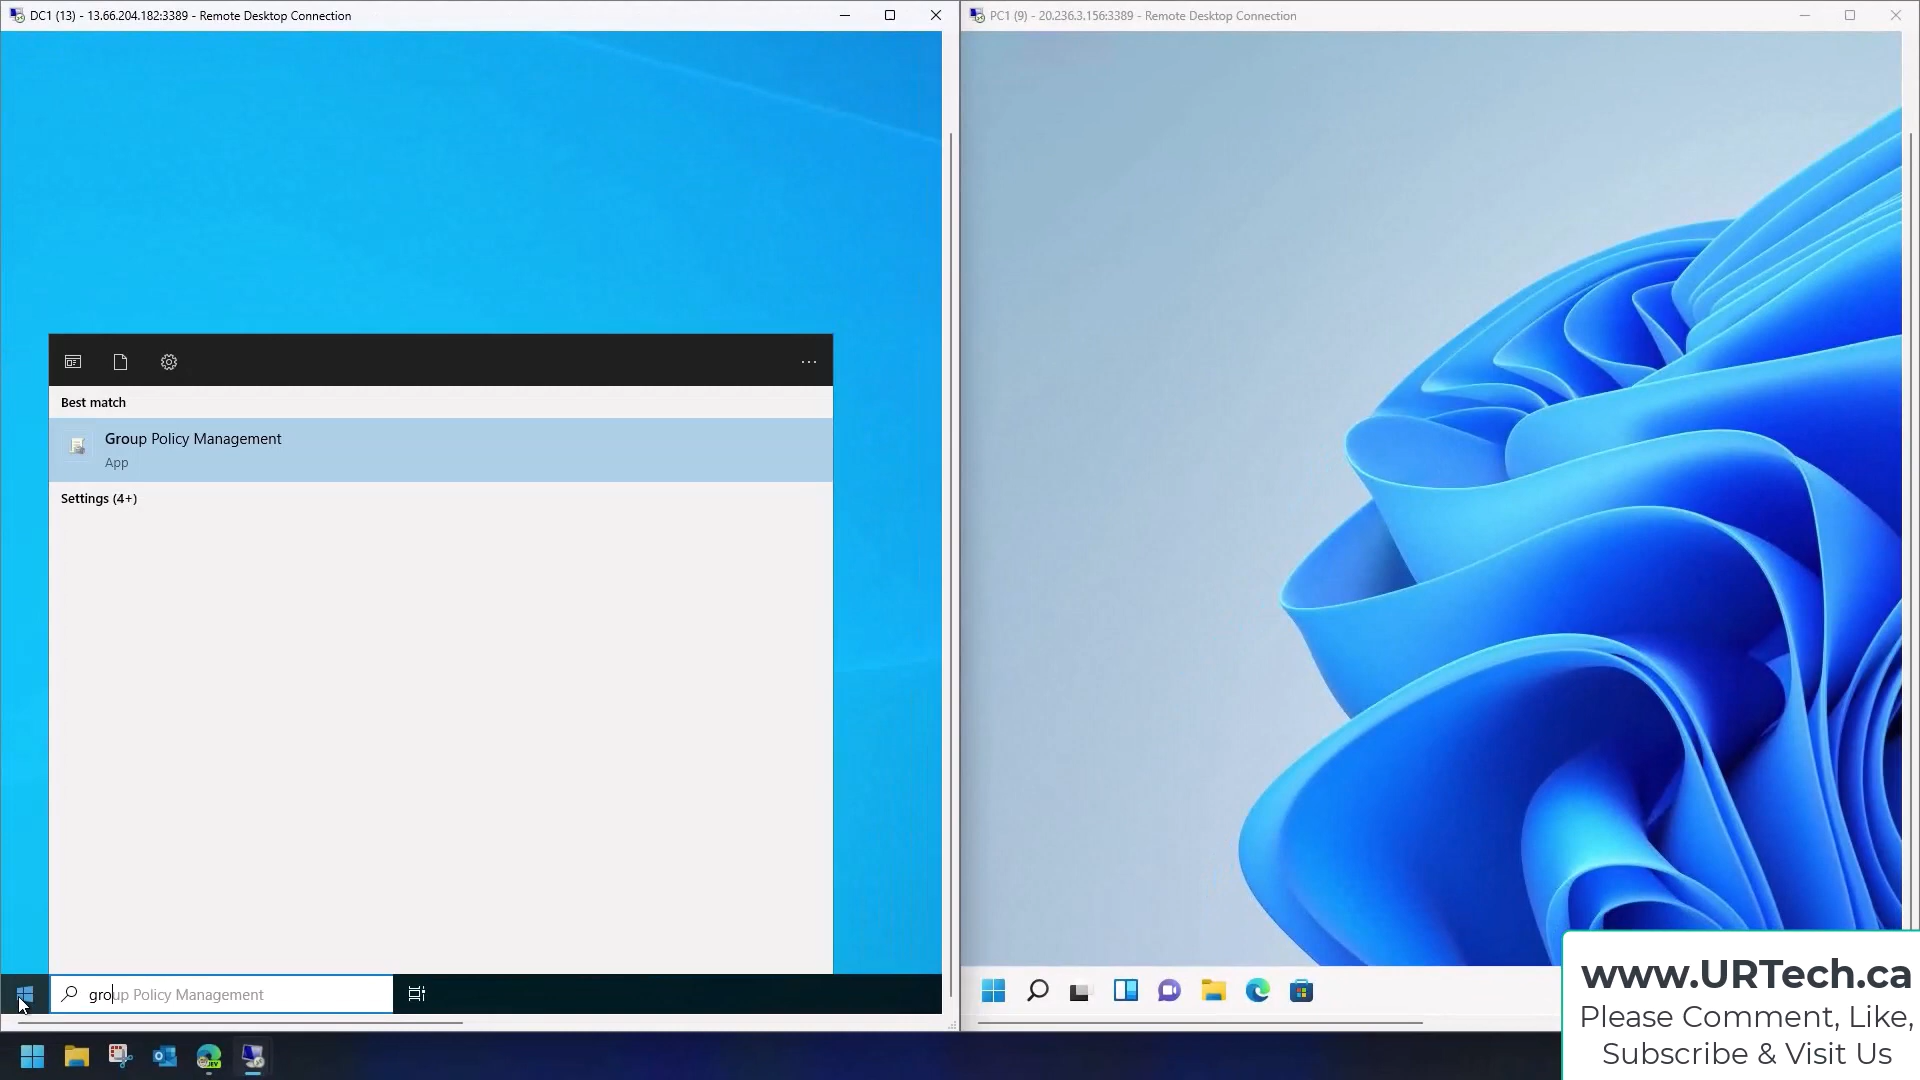 DC1 (13) - 13.66.204.182:3389 - Remote Desktop Connection
PC1 (9) - 20.236.3.156:3389 - Remote Desktop Connection
Best match
Group Policy Management
App
Settings (4+)
group Policy Management
www.URTech.ca
Please Comment, Like,
Subscribe & Visit Us